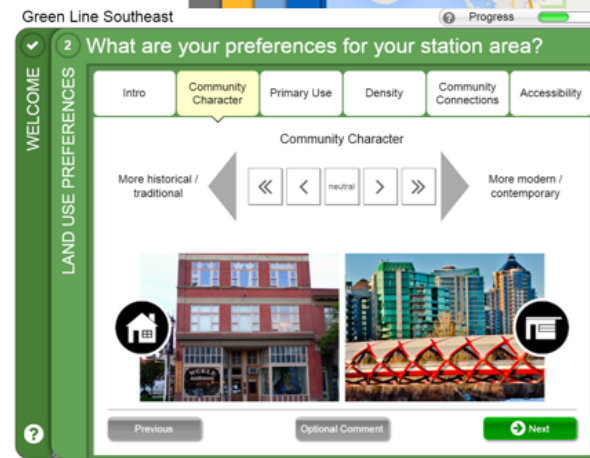 Green Line Southeast
? Progress
2 What are your preferences for your station area?
WELCOME
LAND USE PREFERENCES
Intro
Community
Character
Primary Use
Density
Community
Connections
Accessibility
Community Character
More historical /
traditional
neutral
More modern /
contemporary
WORLD
Previous
Optional Comment
Next
?